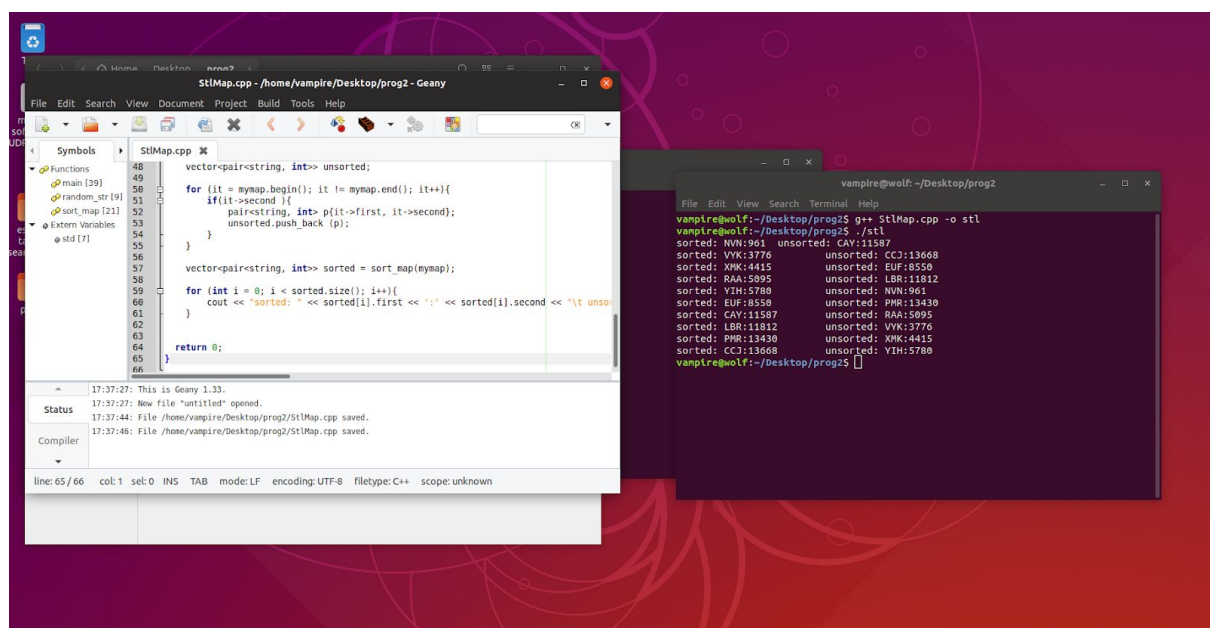 Home Desktop prog2
StlMap.cpp - /home/vampire/Desktop/prog2 - Geany
File Edit Search View Document Project Build Tools Help
Symbols
StlMap.cpp
Functions
main [39]
random_str [9]
sort_map [21]
Extern Variables
std [7]
48 vector<pair<string, int>> unsorted;
49
50 for (it = mymap.begin(); it != mymap.end(); it++){
51 if(it->second ){
52 pair<string, int> p{it->first, it->second};
53 unsorted.push_back (p);
54 }
55 }
56
57 vector<pair<string, int>> sorted = sort_map(mymap);
58
59 for (int i = 0; i < sorted.size(); i++){
60 cout << "sorted: " << sorted[i].first << ':' << sorted[i].second << "\t unso
61 }
62
63
64 return 0;
65 }
66
Status
Compiler
17:37:27: This is Geany 1.33.
17:37:27: New file "untitled" opened.
17:37:44: File /home/vampire/Desktop/prog2/StlMap.cpp saved.
17:37:46: File /home/vampire/Desktop/prog2/StlMap.cpp saved.
line: 65 / 66 col: 1 sel: 0 INS TAB mode: LF encoding: UTF-8 filetype: C++ scope: unknown
vampire@wolf: ~/Desktop/prog2
File Edit View Search Terminal Help
vampire@wolf:~/Desktop/prog2$ g++ StlMap.cpp -o stl
vampire@wolf:~/Desktop/prog2$ ./stl
sorted: NVN:961 unsorted: CAY:11587
sorted: VYK:3776 unsorted: CCJ:13668
sorted: XMK:4415 unsorted: EUF:8550
sorted: RAA:5095 unsorted: LBR:11812
sorted: YIH:5780 unsorted: NVN:961
sorted: EUF:8550 unsorted: PMR:13430
sorted: CAY:11587 unsorted: RAA:5095
sorted: LBR:11812 unsorted: VYK:3776
sorted: PMR:13430 unsorted: XMK:4415
sorted: CCJ:13668 unsorted: YIH:5780
vampire@wolf:~/Desktop/prog2$